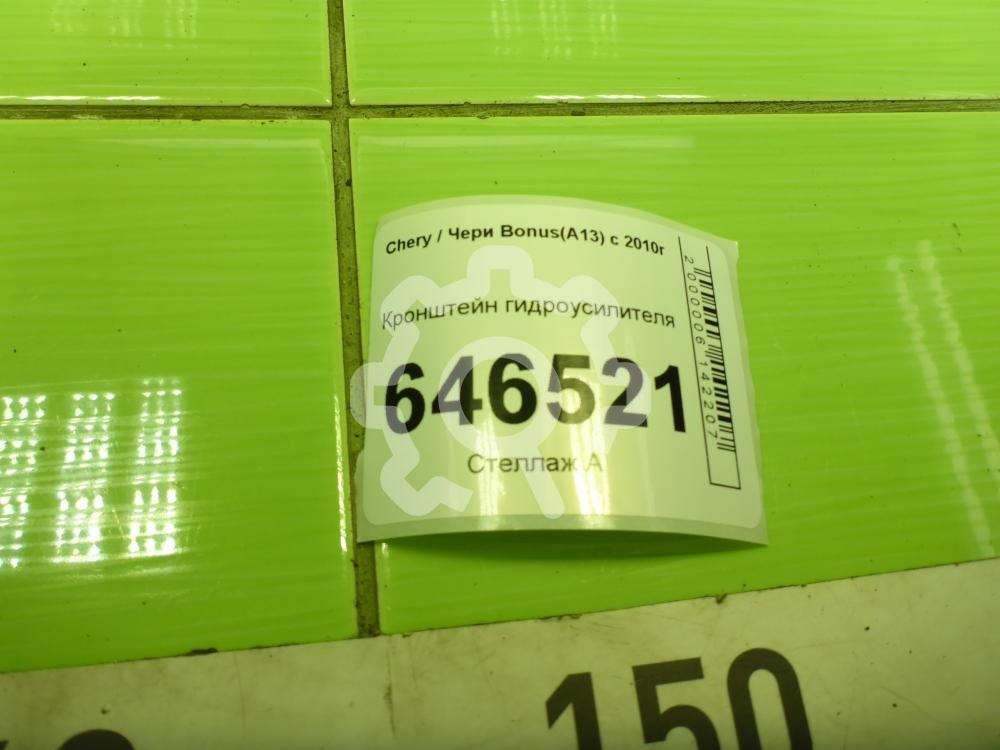 Chery / Чери Bonus(A13) с 2010г
Кронштейн гидроусилителя
646521
Стеллаж А
2000006142207
150